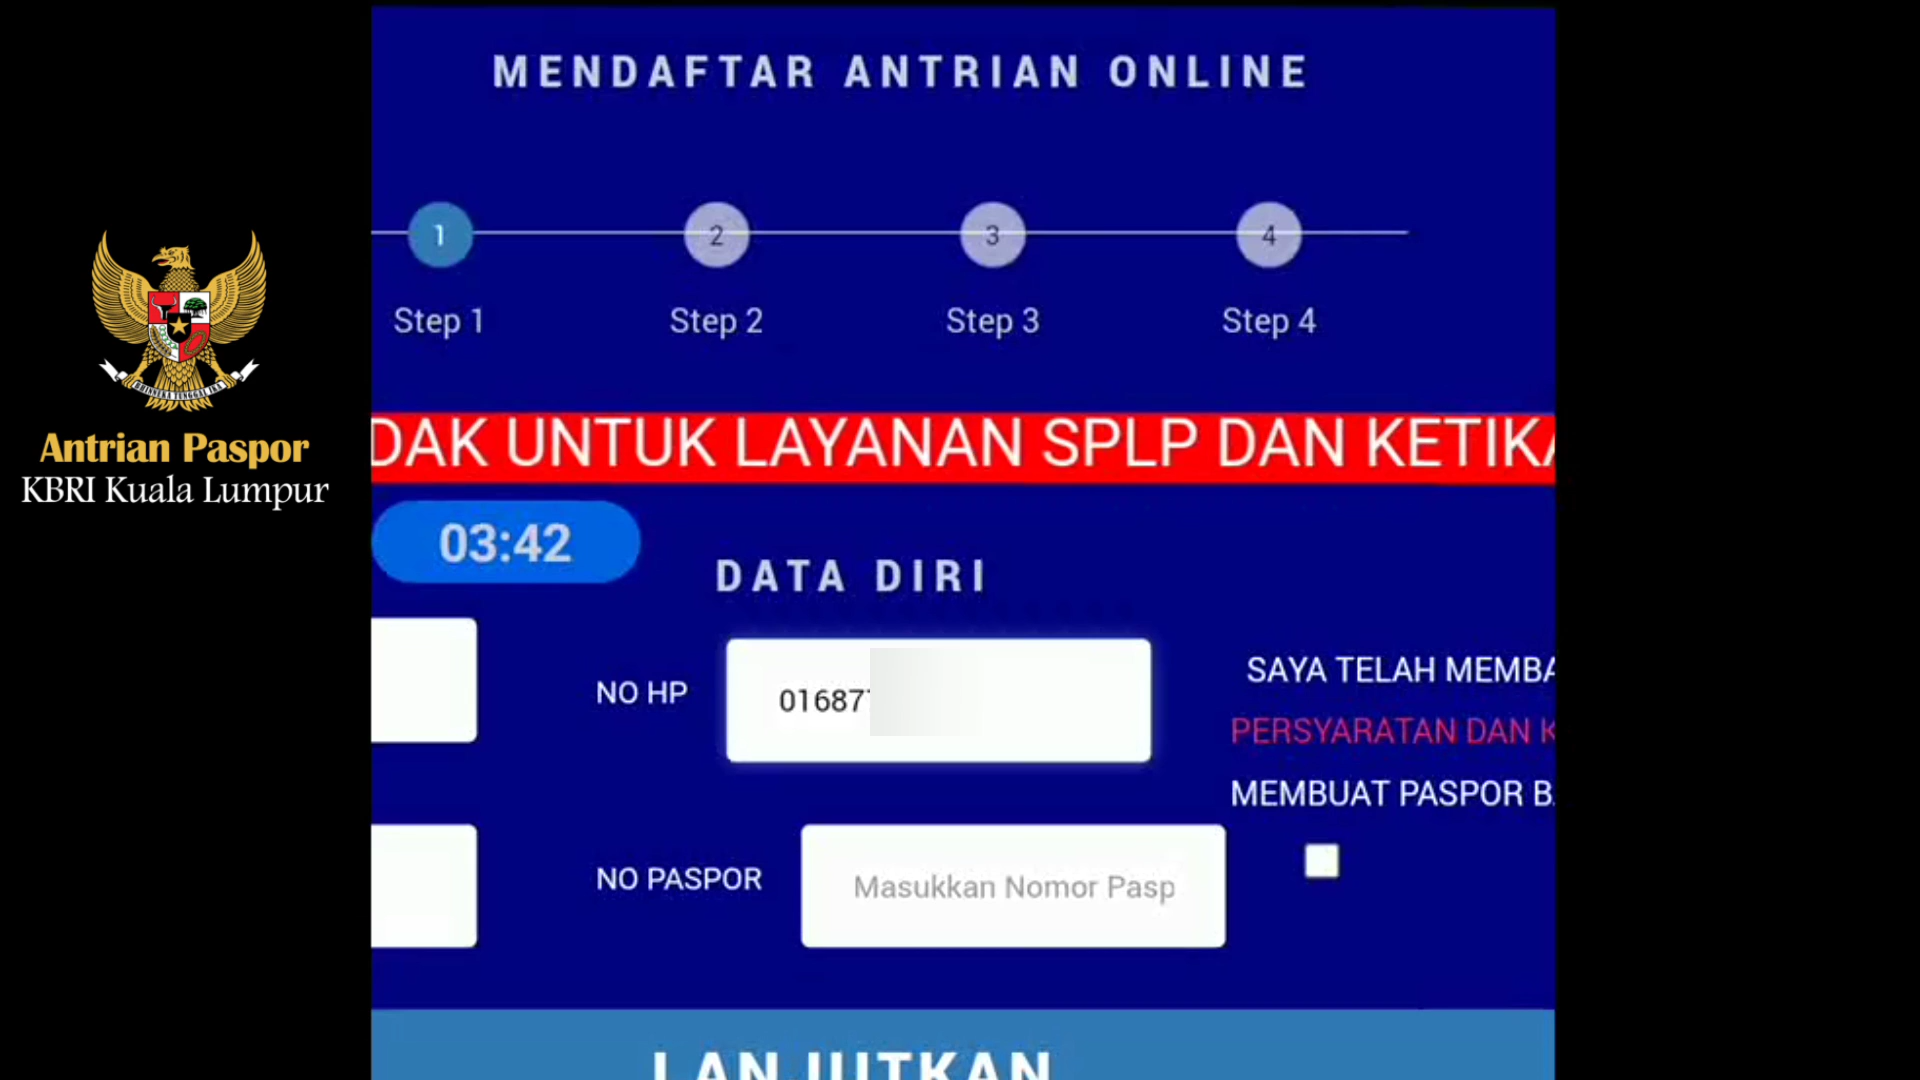 MENDAFTAR ANTRIAN ONLINE
1 2 3 4
Step 1 Step 2 Step 3 Step 4
DAK UNTUK LAYANAN SPLP DAN KETIKA
Antrian Paspor
KBRI Kuala Lumpur
03:42
DATA DIRI
NO HP
01687
SAYA TELAH MEMBA
PERSYARATAN DAN K
MEMBUAT PASPOR B
NO PASPOR
Masukkan Nomor Pasp
LANJUTKAN